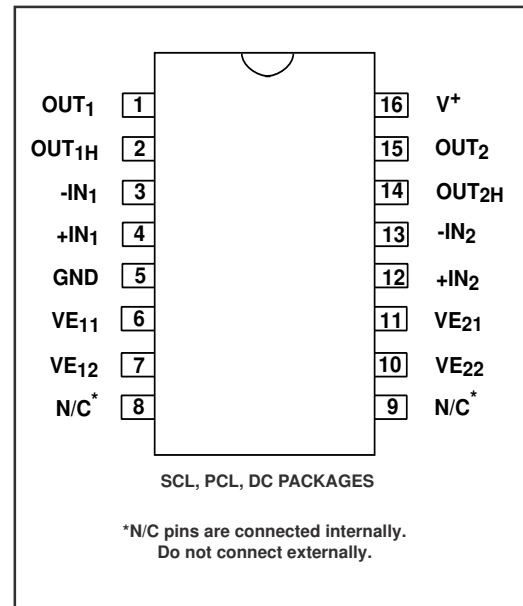 OUT1 1 16 V+
OUT1H 2 15 OUT2
-IN1 3 14 OUT2H
+IN1 4 13 -IN2
GND 5 12 +IN2
VE11 6 11 VE21
VE12 7 10 VE22
N/C* 8 9 N/C*
SCL, PCL, DC PACKAGES
*N/C pins are connected internally.
Do not connect externally.